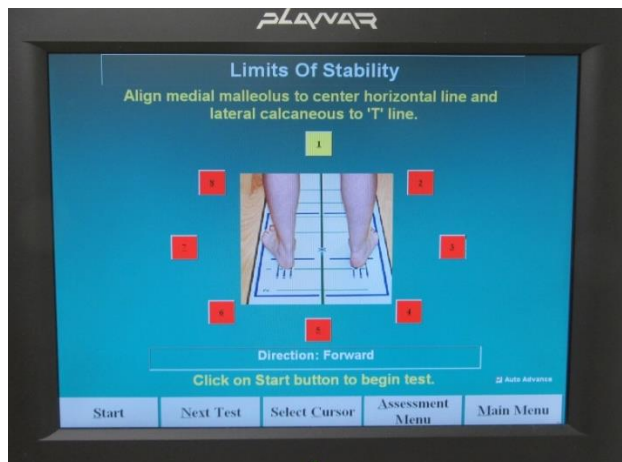 PLANAR
Limits Of Stability
Align medial malleolus to center horizontal line and
lateral calcaneous to 'T' line.
1
8
2
7
3
6
4
5
Direction: Forward
Click on Start button to begin test.
Auto Advance
Start
Next Test
Select Cursor
Assessment
Menu
Main Menu